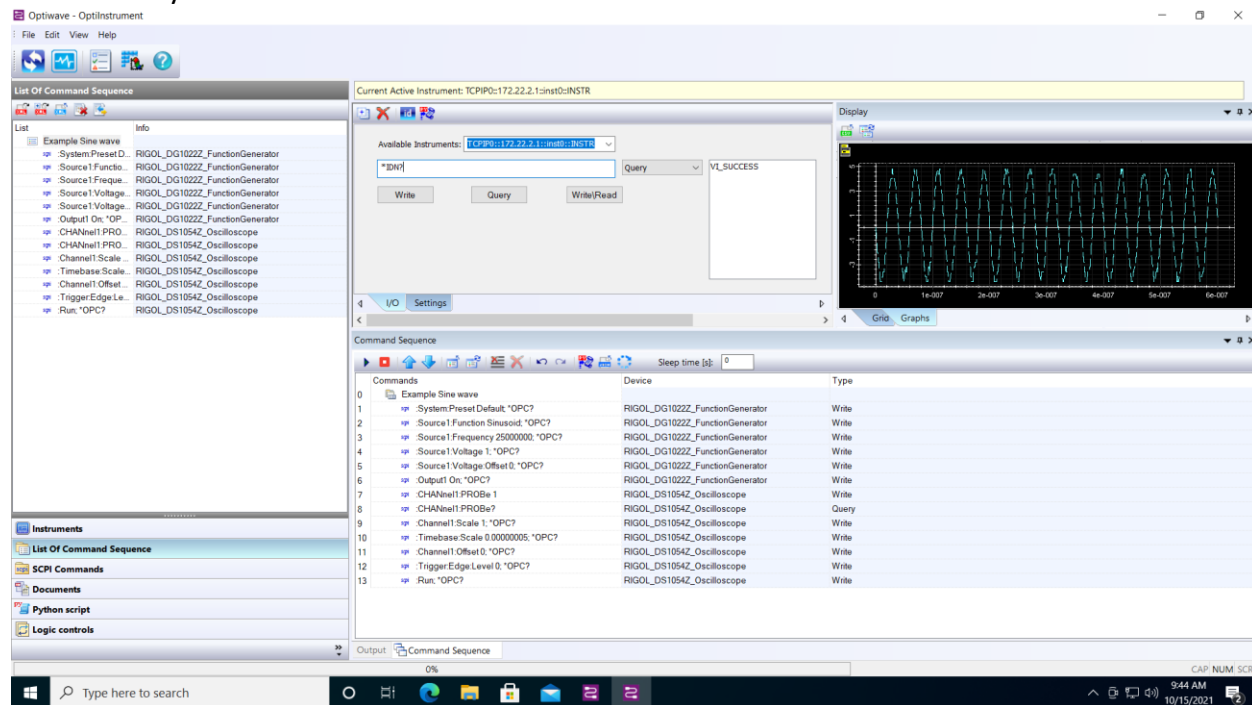 Optiwave - OptiInstrument
File Edit View Help
List Of Command Sequence
List Info
Example Sine wave
:System:Preset D... RIGOL_DG1022Z_FunctionGenerator
:Source1:Functio... RIGOL_DG1022Z_FunctionGenerator
:Source1:Freque... RIGOL_DG1022Z_FunctionGenerator
:Source1:Voltage... RIGOL_DG1022Z_FunctionGenerator
:Source1:Voltage... RIGOL_DG1022Z_FunctionGenerator
:Output1 On; *OP... RIGOL_DG1022Z_FunctionGenerator
:CHANnel1:PRO... RIGOL_DS1054Z_Oscilloscope
:CHANnel1:PRO... RIGOL_DS1054Z_Oscilloscope
:Channel1:Scale ... RIGOL_DS1054Z_Oscilloscope
:Timebase:Scale... RIGOL_DS1054Z_Oscilloscope
:Channel1:Offset... RIGOL_DS1054Z_Oscilloscope
:Trigger:Edge:Le... RIGOL_DS1054Z_Oscilloscope
:Run; *OPC? RIGOL_DS1054Z_Oscilloscope
Instruments
List Of Command Sequence
SCPI Commands
Documents
Python script
Logic controls
Current Active Instrument: TCPIP0::172.22.2.1::inst0::INSTR
Available Instruments: TCPIP0::172.22.2.1::inst0::INSTR
*IDN? Query VI_SUCCESS
Write Query Write\Read
I/O Settings
Display
0 1e-007 2e-007 3e-007 4e-007 5e-007 6e-007
Grid Graphs
Command Sequence
Sleep time [s]: 0
Commands Device Type
0 Example Sine wave
1 :System:Preset Default; *OPC? RIGOL_DG1022Z_FunctionGenerator Write
2 :Source1:Function Sinusoid; *OPC? RIGOL_DG1022Z_FunctionGenerator Write
3 :Source1:Frequency 25000000; *OPC? RIGOL_DG1022Z_FunctionGenerator Write
4 :Source1:Voltage 1; *OPC? RIGOL_DG1022Z_FunctionGenerator Write
5 :Source1:Voltage:Offset 0; *OPC? RIGOL_DG1022Z_FunctionGenerator Write
6 :Output1 On; *OPC? RIGOL_DG1022Z_FunctionGenerator Write
7 :CHANnel1:PROBe 1 RIGOL_DS1054Z_Oscilloscope Write
8 :CHANnel1:PROBe? RIGOL_DS1054Z_Oscilloscope Query
9 :Channel1:Scale 1; *OPC? RIGOL_DS1054Z_Oscilloscope Write
10 :Timebase:Scale 0.00000005; *OPC? RIGOL_DS1054Z_Oscilloscope Write
11 :Channel1:Offset 0; *OPC? RIGOL_DS1054Z_Oscilloscope Write
12 :Trigger:Edge:Level 0; *OPC? RIGOL_DS1054Z_Oscilloscope Write
13 :Run; *OPC? RIGOL_DS1054Z_Oscilloscope Write
Output Command Sequence
0% CAP NUM SCR
Type here to search
9:44 AM
10/15/2021
2